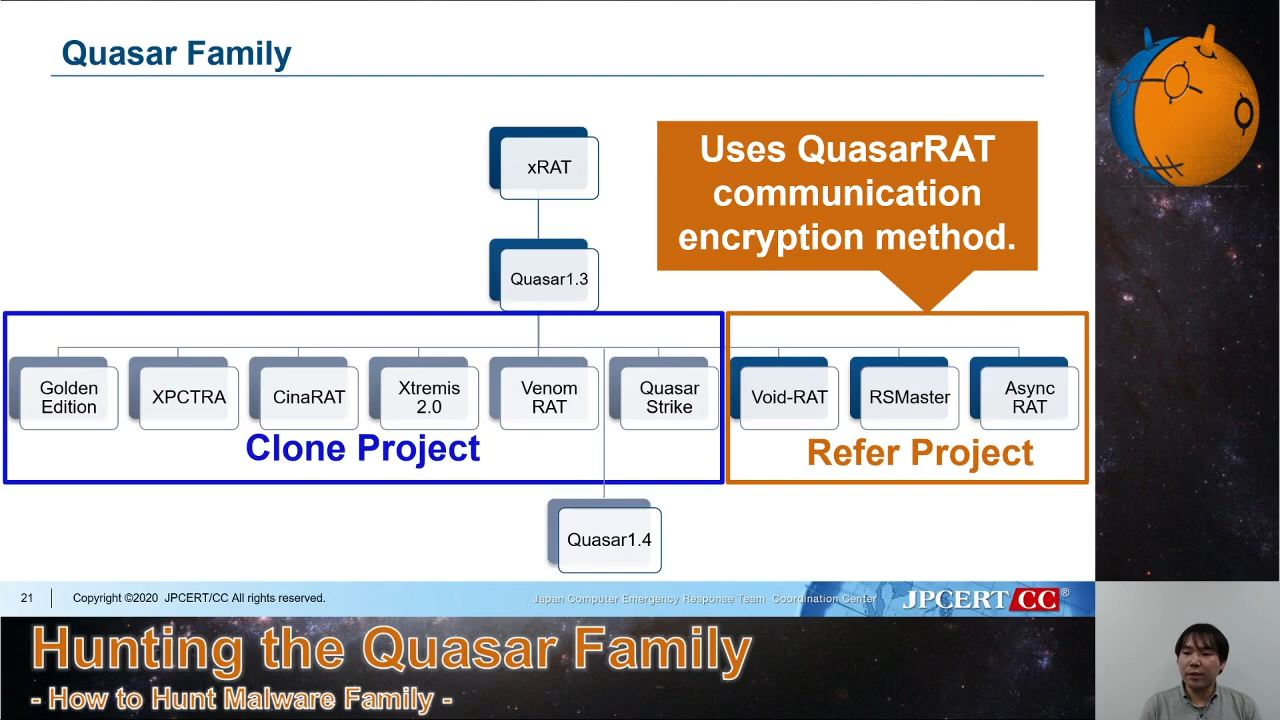 Quasar Family
xRAT
Uses QuasarRAT
communication
encryption method.
Quasar1.3
Golden
Edition
XPCTRA
CinaRAT
Xtremis
2.0
Venom
RAT
Quasar
Strike
Void-RAT
RSMaster
Async
RAT
Clone Project
Refer Project
Quasar1.4
21
Copyright ©2020 JPCERT/CC All rights reserved.
Japan Computer Emergency Response Team Coordination Center
JPCERT CC®
Hunting the Quasar Family
- How to Hunt Malware Family -